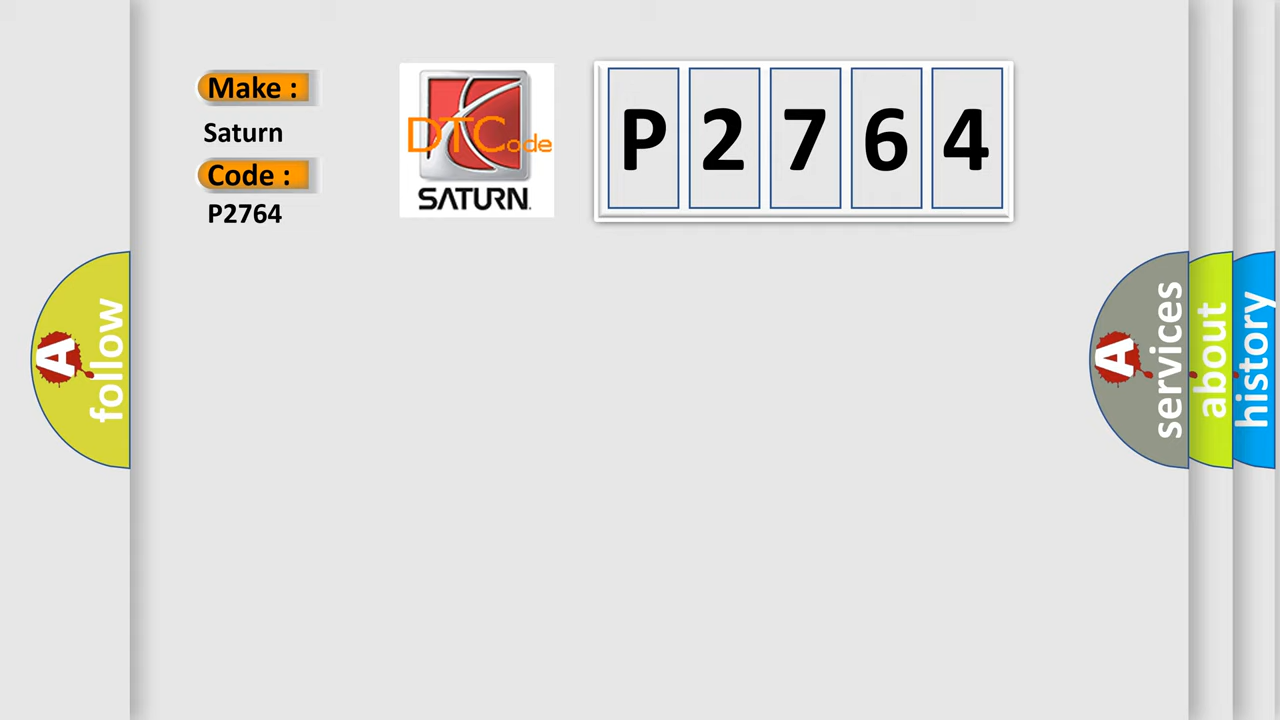 Make :
Saturn
Code :
P2764
DTCode
SATURN
P 2 7 6 4
A
follow
A
services
about
history